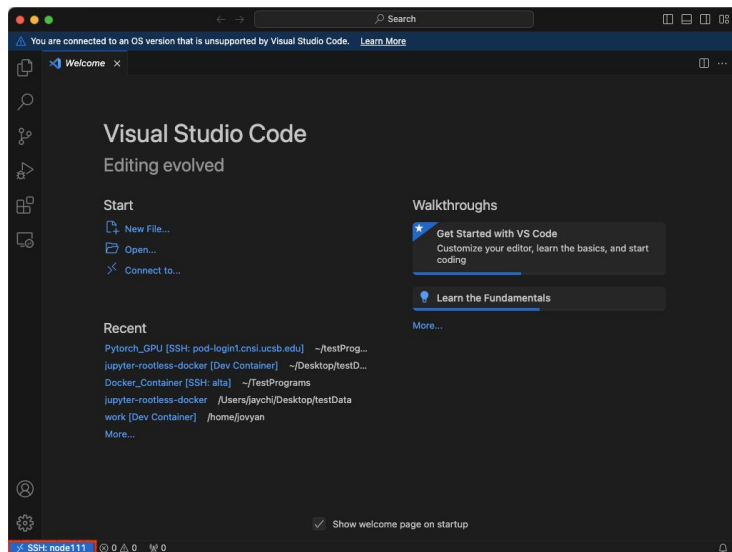 Search
You are connected to an OS version that is unsupported by Visual Studio Code. Learn More
Welcome
Visual Studio Code
Editing evolved
Start
New File...
Open...
Connect to...
Recent
Pytorch_GPU [SSH: pod-login1.cnsi.ucsb.edu] ~/testProg...
jupyter-rootless-docker [Dev Container] ~/Desktop/testD...
Docker_Container [SSH: alta] ~/TestPrograms
jupyter-rootless-docker /Users/jaychi/Desktop/testData
work [Dev Container] /home/jovyan
More...
Walkthroughs
Get Started with VS Code
Customize your editor, learn the basics, and start
coding
Learn the Fundamentals
More...
Show welcome page on startup
SSH: node111 0 0 0